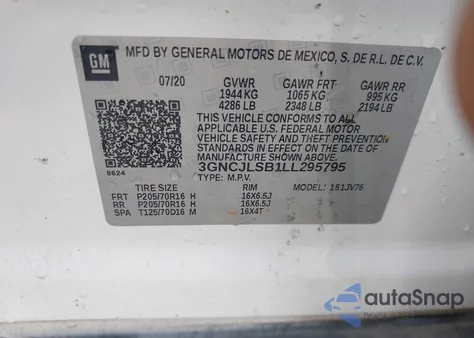 GM
MFD BY GENERAL MOTORS DE MEXICO, S. DE R.L. DE C.V.
07/20 GVWR GAWR FRT GAWR RR
1944 KG 1065 KG 995 KG
4286 LB 2348 LB 2194 LB
THIS VEHICLE CONFORMS TO ALL
APPLICABLE U.S. FEDERAL MOTOR
VEHICLE SAFETY AND THEFT PREVENTION
STANDARDS IN EFFECT ON THE DATE OF
MANUFACTURE SHOWN ABOVE.
3GNCJLSB1LL295795
8624 TYPE: M.P.V. MODEL: 1S1JV76
TIRE SIZE RIM
FRT P205/70R16 H 16X6.5J
RR P205/70R16 H 16X6.5J
SPA T125/70D16 M 16X4T
autoSnap